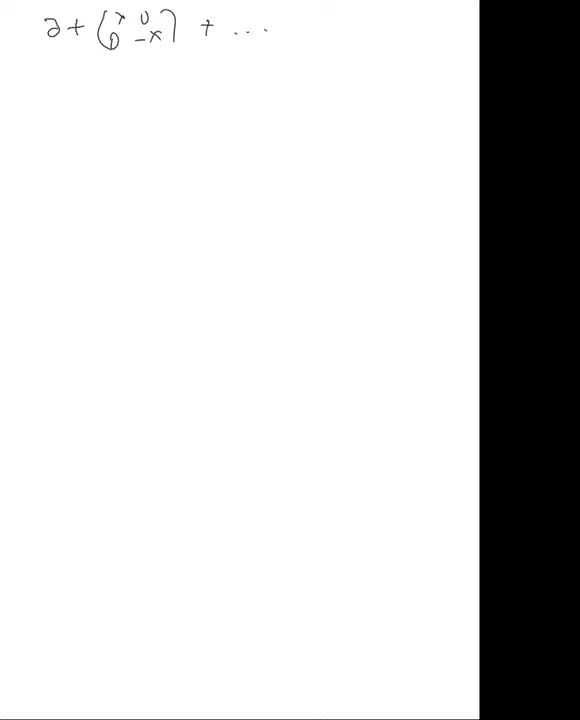 ∂ + (x 0 0 -x) + ...